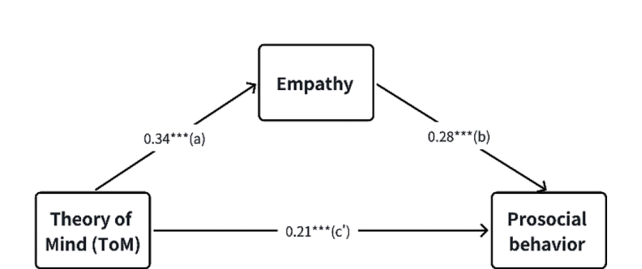 Empathy
0.34***(a)
0.28***(b)
Theory of
Mind (ToM)
0.21***(c’)
Prosocial
behavior